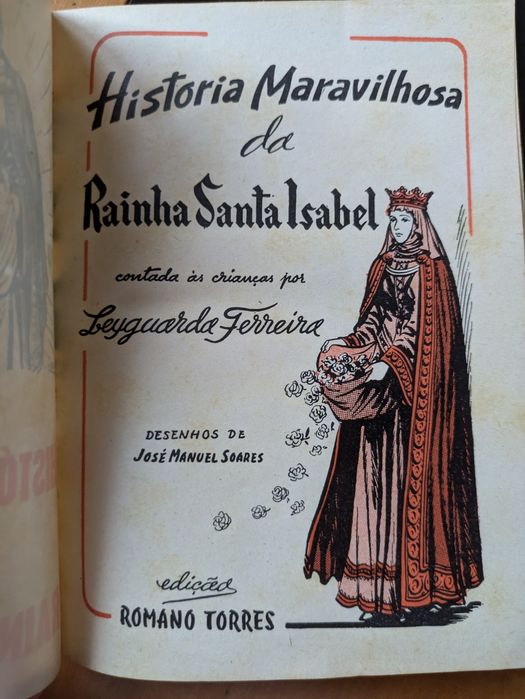 Historia Maravilhosa
da
Rainha Santa Isabel
contada às crianças por
Leyguarda Ferreira
DESENHOS DE
JOSÉ MANUEL SOARES
edição
ROMANO TORRES